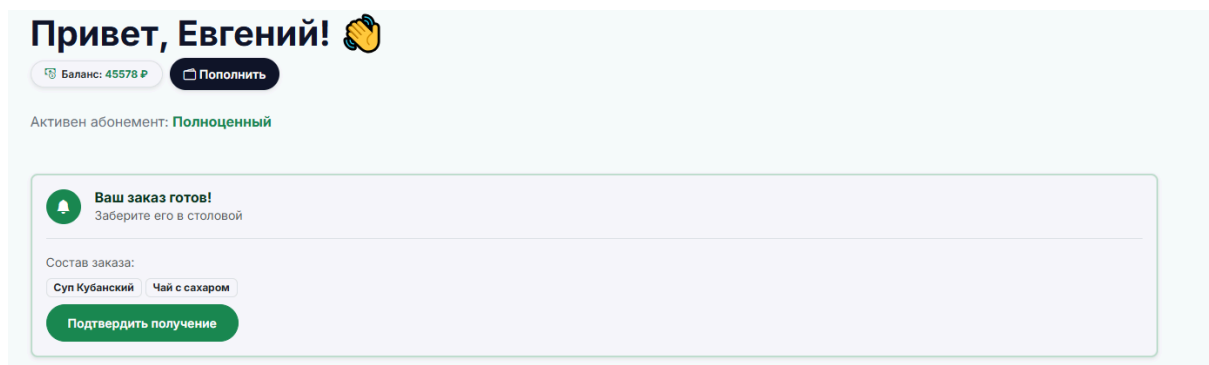 Привет, Евгений! 👋
Баланс: 45578 ₽ Пополнить
Активен абонемент: Полноценный
Ваш заказ готов!
Заберите его в столовой
Состав заказа:
Суп Кубанский Чай с сахаром
Подтвердить получение